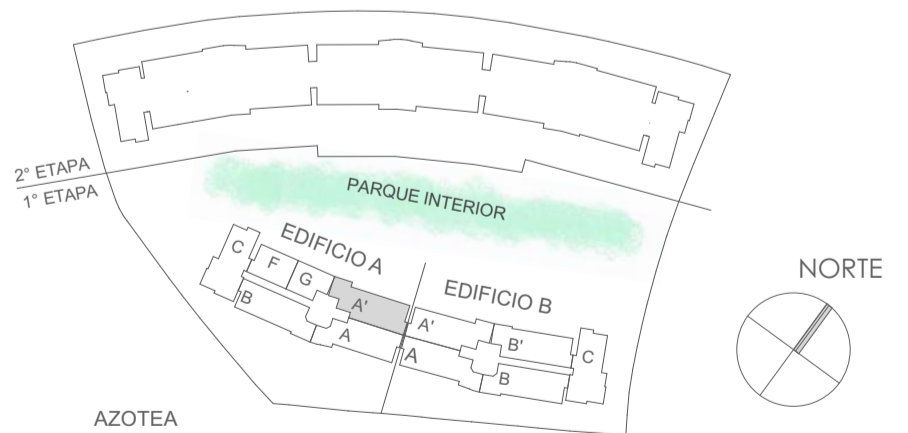 2° ETAPA
1° ETAPA
PARQUE INTERIOR
EDIFICIO A
C
F
G
A'
B
A
EDIFICIO B
A'
B'
C
A
B
NORTE
AZOTEA